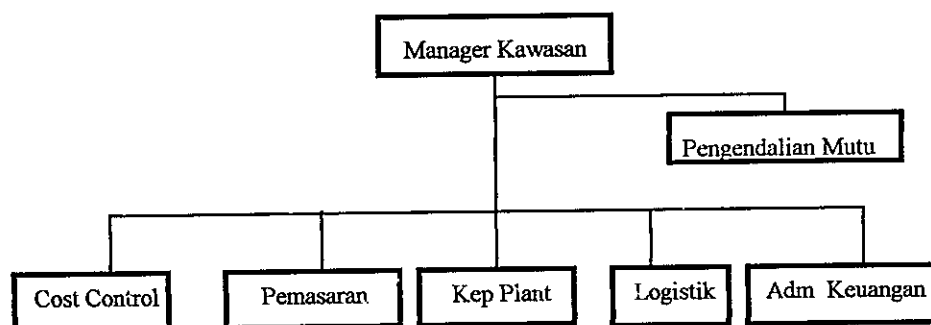 Manager Kawasan
Pengendalian Mutu
Cost Control
Pemasaran
Kep Plant
Logistik
Adm Keuangan